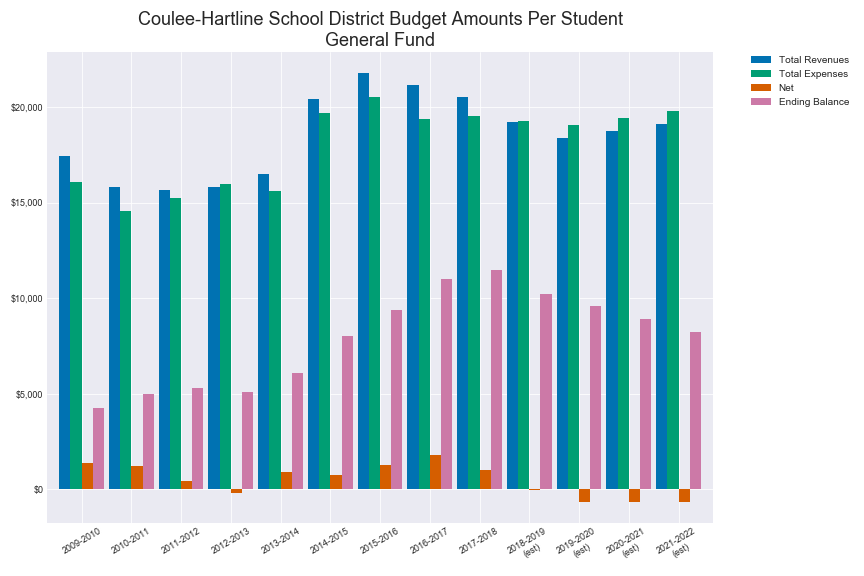 Coulee-Hartline School District Budget Amounts Per Student
General Fund
Total Revenues
Total Expenses
Net
Ending Balance
$20,000
$15,000
$10,000
$5,000
$0
2009-2010
2010-2011
2011-2012
2012-2013
2013-2014
2014-2015
2015-2016
2016-2017
2017-2018
2018-2019
(est)
2019-2020
(est)
2020-2021
(est)
2021-2022
(est)